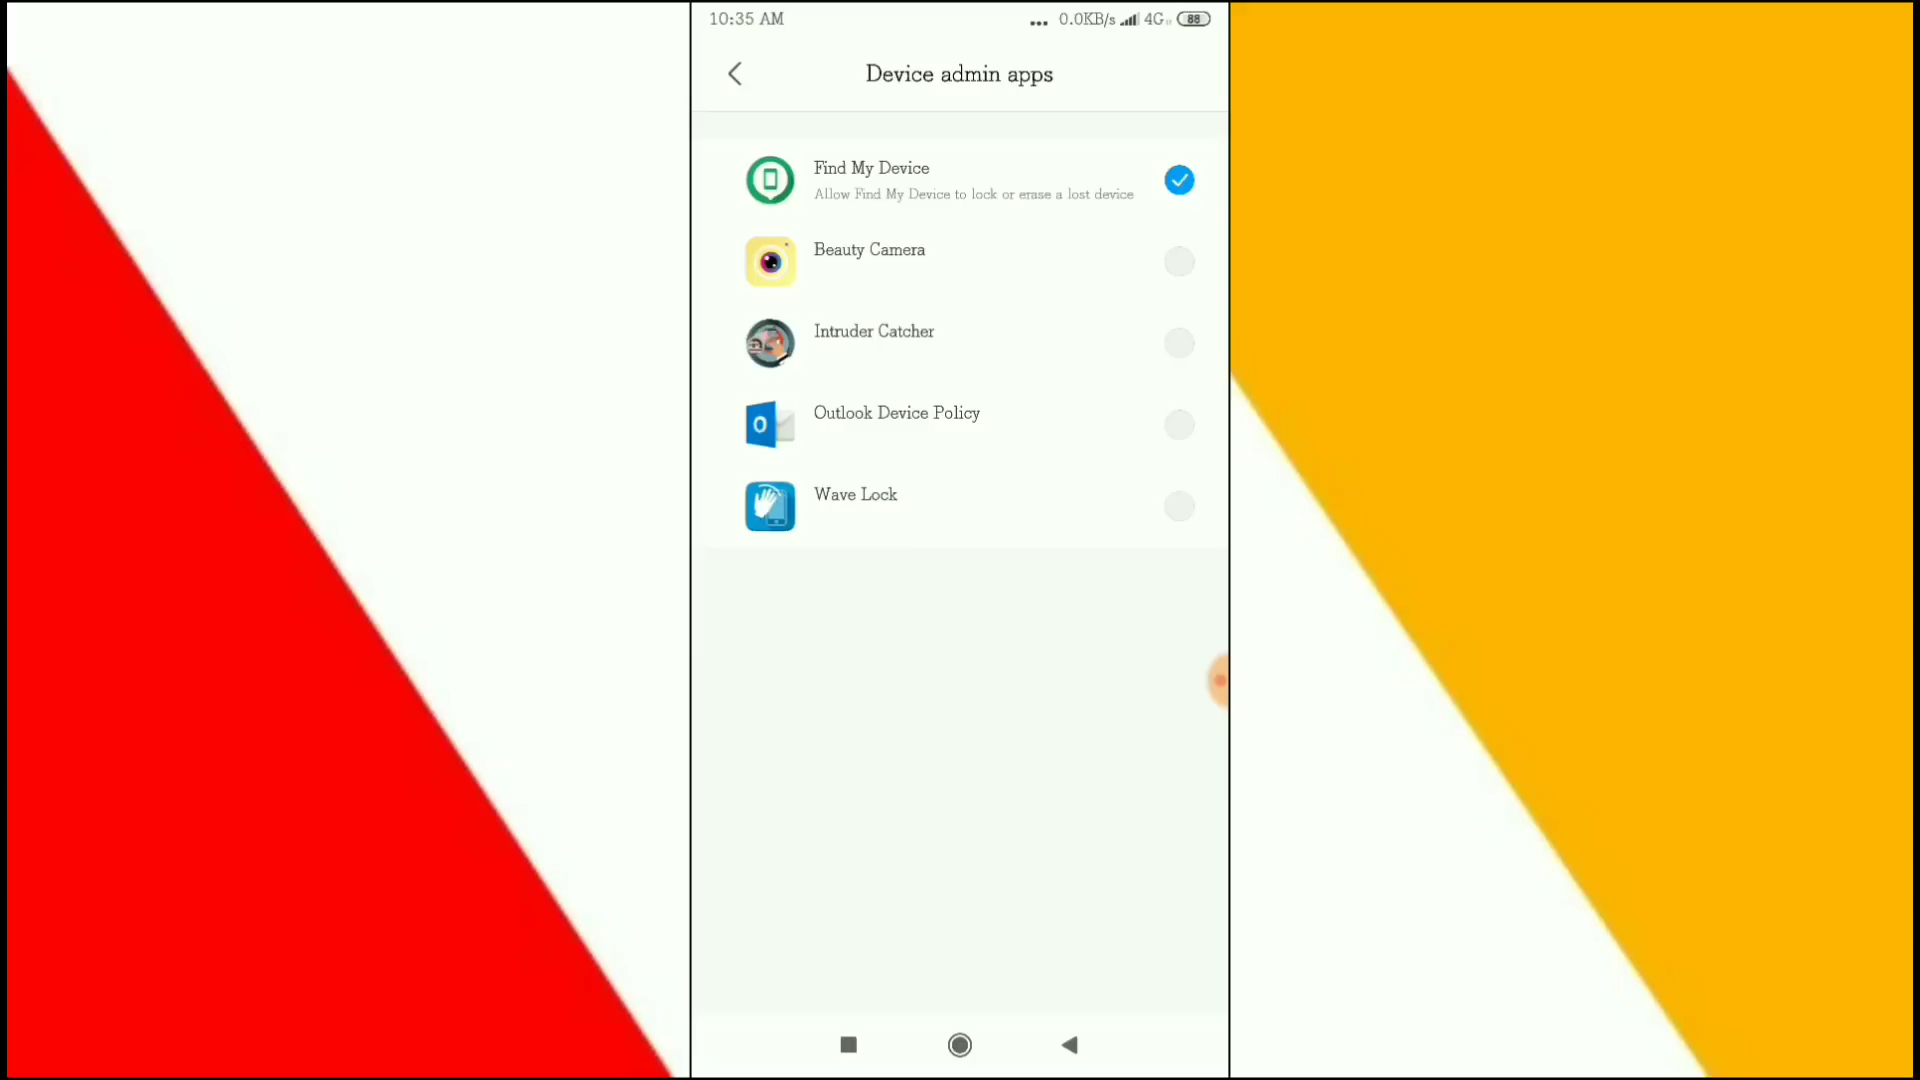 10:35 AM ... 0.0KB/s 4G 88
Device admin apps
Find My Device
Allow Find My Device to lock or erase a lost device
Beauty Camera
Intruder Catcher
Outlook Device Policy
O
Wave Lock